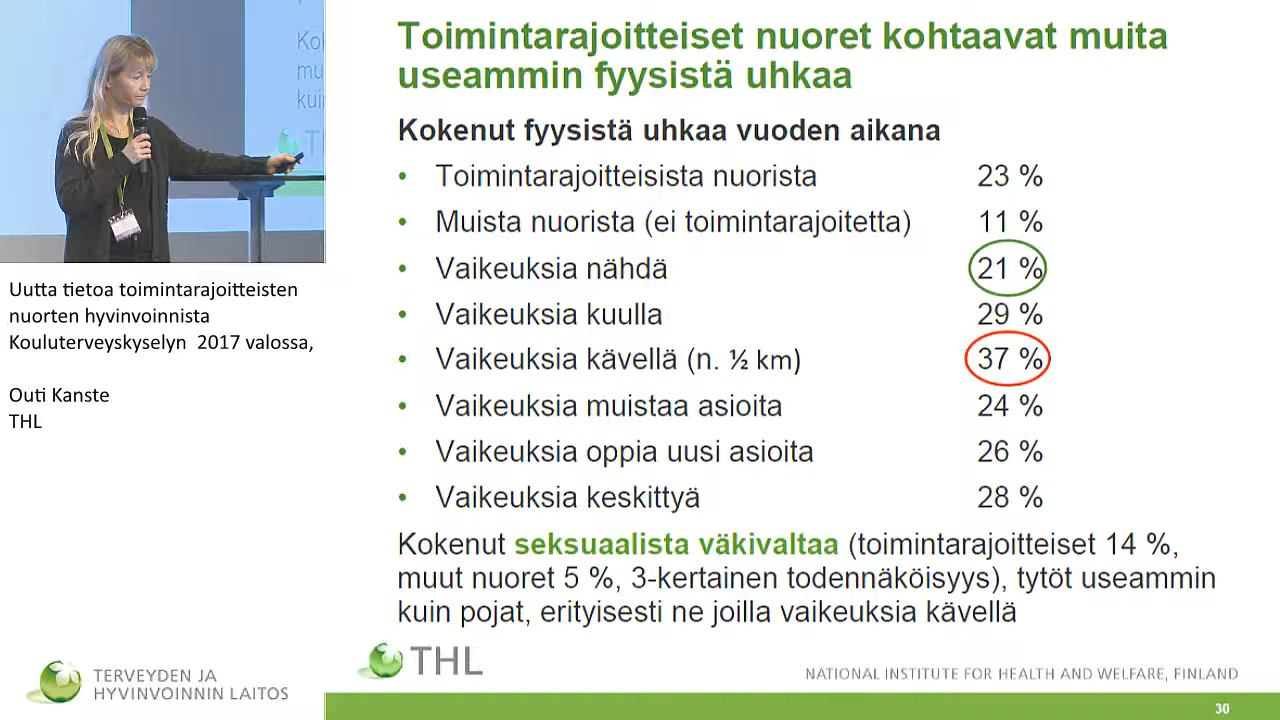 Kok
mu
kuin
TH
Uutta tietoa toimintarajoitteisten
nuorten hyvinvoinnista
Kouluterveyskyselyn 2017 valossa,
Outi Kanste
THL
TERVEYDEN JA
HYVINVOINNIN LAITOS
Toimintarajoitteiset nuoret kohtaavat muita
useammin fyysistä uhkaa
Kokenut fyysistä uhkaa vuoden aikana
• Toimintarajoitteisista nuorista 23 %
• Muista nuorista (ei toimintarajoitetta) 11 %
• Vaikeuksia nähdä 21 %
• Vaikeuksia kuulla 29 %
• Vaikeuksia kävellä (n. ½ km) 37 %
• Vaikeuksia muistaa asioita 24 %
• Vaikeuksia oppia uusi asioita 26 %
• Vaikeuksia keskittyä 28 %
Kokenut seksuaalista väkivaltaa (toimintarajoitteiset 14 %,
muut nuoret 5 %, 3-kertainen todennäköisyys), tytöt useammin
kuin pojat, erityisesti ne joilla vaikeuksia kävellä
THL
NATIONAL INSTITUTE FOR HEALTH AND WELFARE, FINLAND
30